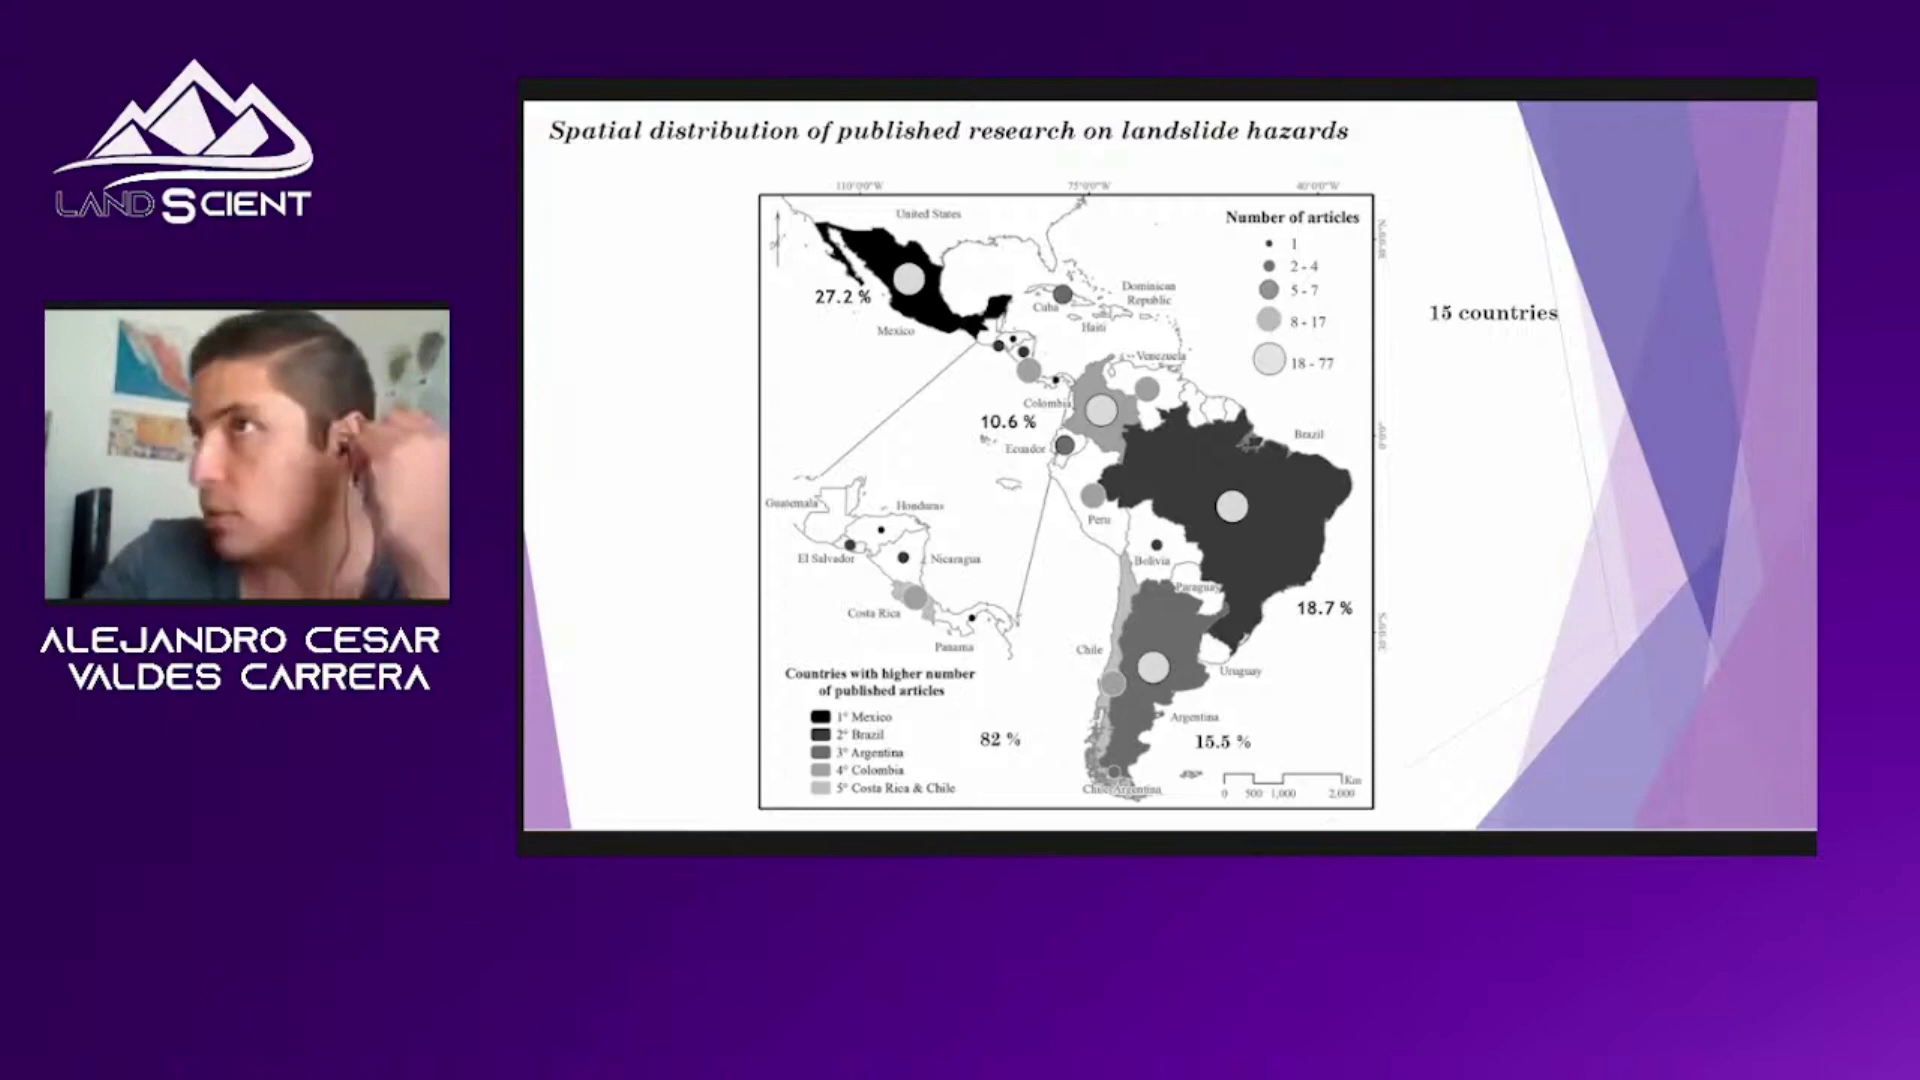 LANDSCIENT
ALEJANDRO CESAR
VALDES CARRERA
Spatial distribution of published research on landslide hazards
110°0'0"W
75°0'0"W
40°0'0"W
United States
Number of articles
1
2 - 4
5 - 7
8 - 17
18 - 77
15 countries
27.2 %
Mexico
Cuba
Dominican
Republic
Haiti
Venezuela
Colombia
10.6 %
Ecuador
Brazil
Peru
Bolivia
Paraguay
18.7 %
Guatemala
Honduras
El Salvador
Nicaragua
Costa Rica
Panama
Chile
Uruguay
Argentina
15.5 %
Countries with higher number
of published articles
1° Mexico
2° Brazil
3° Argentina
4° Colombia
5° Costa Rica & Chile
82 %
Chile
Argentina
Km
0 500 1,000 2,000